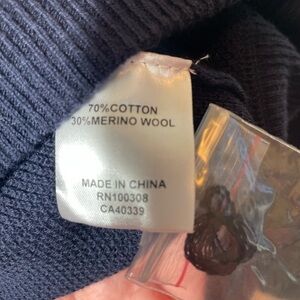 70%COTTON
30%MERINO WOOL
MADE IN CHINA
RN100308
CA40339